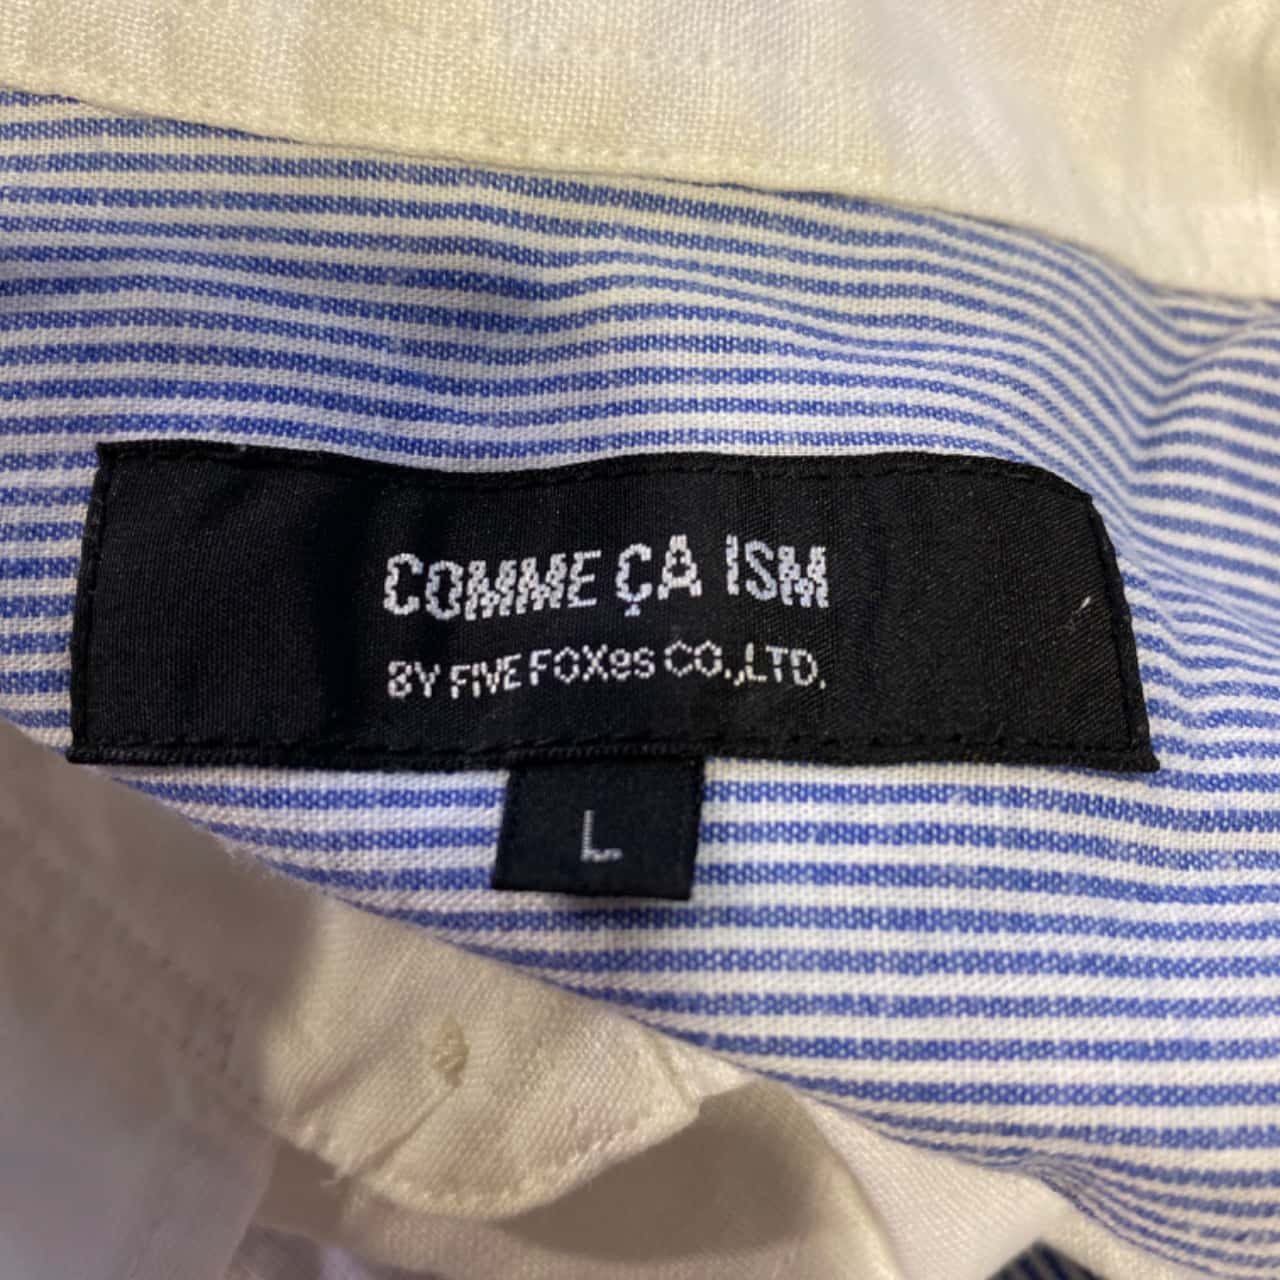 COMME ÇA ISM
BY FIVE FOXes CO.,LTD.
L